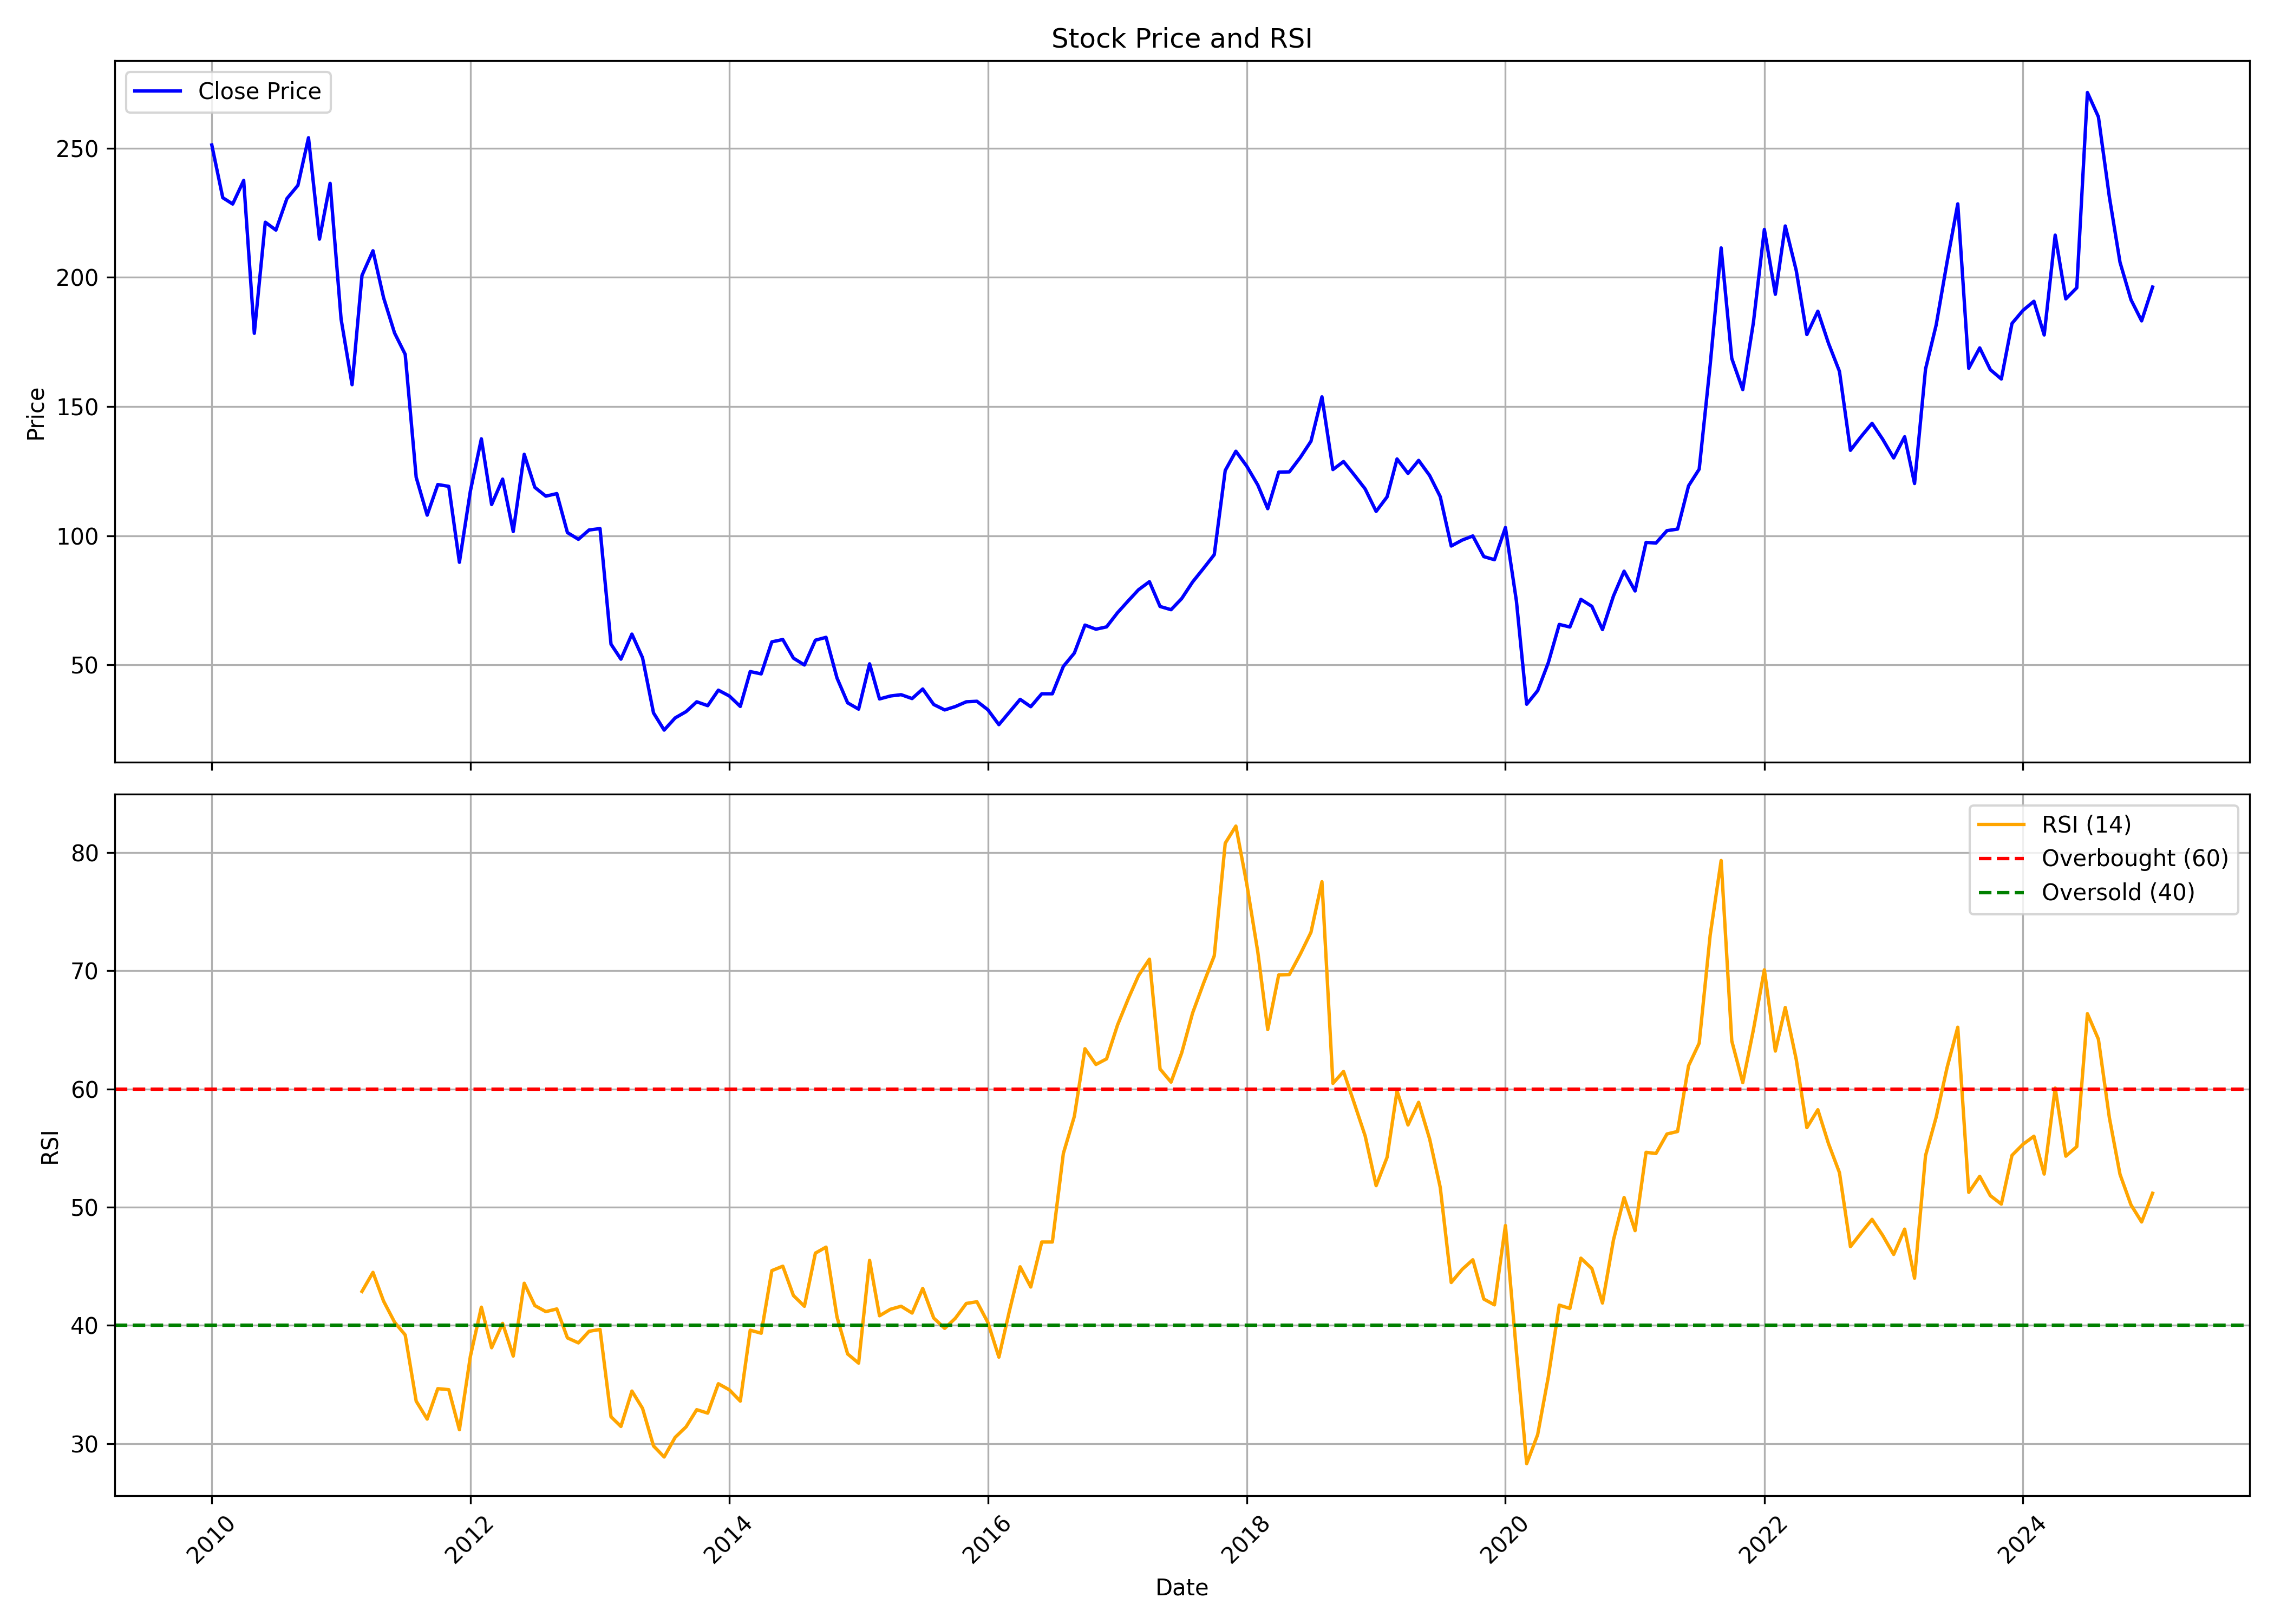 Stock Price and RSI
Close Price
Price
250
200
150
100
50
RSI (14)
Overbought (60)
Oversold (40)
RSI
80
70
60
50
40
30
2010
2012
2014
2016
2018
2020
2022
2024
Date